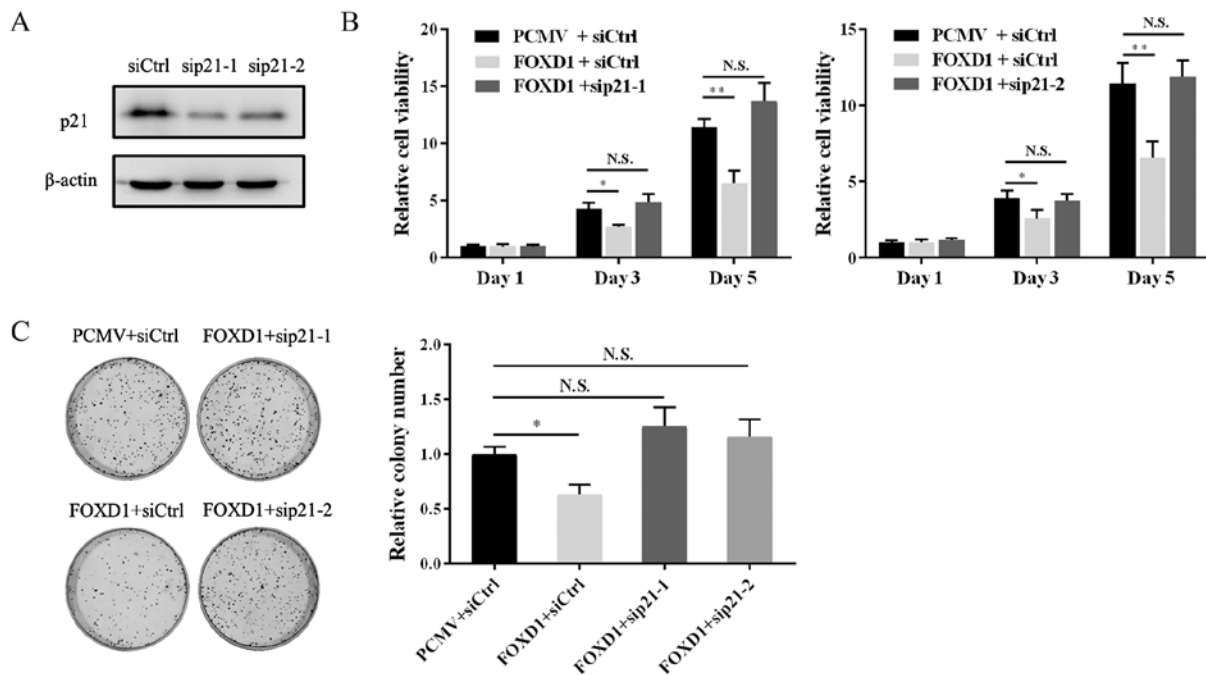 A
siCtrl sip21-1 sip21-2
p21
β-actin
B
Relative cell viability
20
15
10
5
0
PCMV + siCtrl
FOXD1 + siCtrl
FOXD1 +sip21-1
N.S.
*
N.S.
**
Day 1 Day 3 Day 5
Relative cell viability
15
10
5
0
PCMV + siCtrl
FOXD1 + siCtrl
FOXD1 +sip21-2
N.S.
*
N.S.
**
Day 1 Day 3 Day 5
C
PCMV+siCtrl FOXD1+sip21-1
FOXD1+siCtrl FOXD1+sip21-2
Relative colony number
2.0
1.5
1.0
0.5
0.0
N.S.
N.S.
*
PCMV+siCtrl
FOXD1+siCtrl
FOXD1+sip21-1
FOXD1+sip21-2